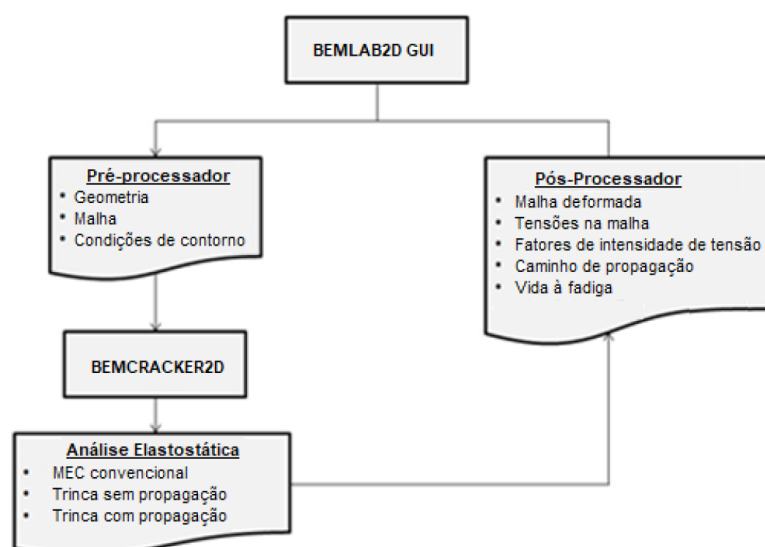 BEMLAB2D GUI
Pré-processador
• Geometria
• Malha
• Condições de contorno
Pós-Processador
• Malha deformada
• Tensões na malha
• Fatores de intensidade de tensão
• Caminho de propagação
• Vida à fadiga
BEMCRACKER2D
Análise Elastostática
• MEC convencional
• Trinca sem propagação
• Trinca com propagação